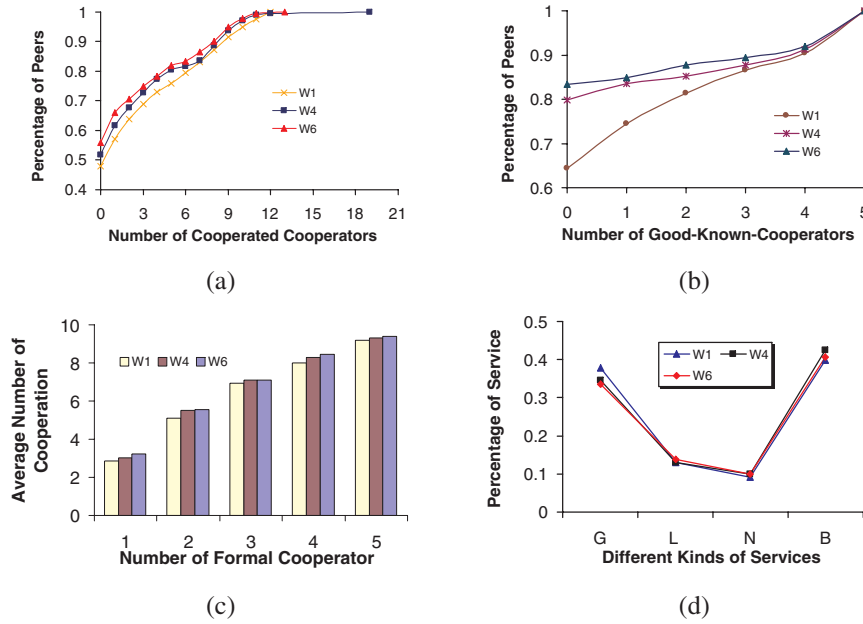 Percentage of Peers
1
0.9
0.8
0.7
0.6
0.5
0.4
W1
W4
W6
0 3 6 9 12 15 18 21
Number of Cooperated Cooperators
(a)
Percentage of Peers
1
0.9
0.8
0.7
0.6
W1
W4
W6
0 1 2 3 4 5
Number of Good-Known-Cooperators
(b)
Average Number of
Cooperation
10
8
6
4
2
0
W1 W4 W6
1 2 3 4 5
Number of Formal Cooperator
(c)
Percentage of Service
0.5
0.4
0.3
0.2
0.1
0
W1 W4
W6
G L N B
Different Kinds of Services
(d)